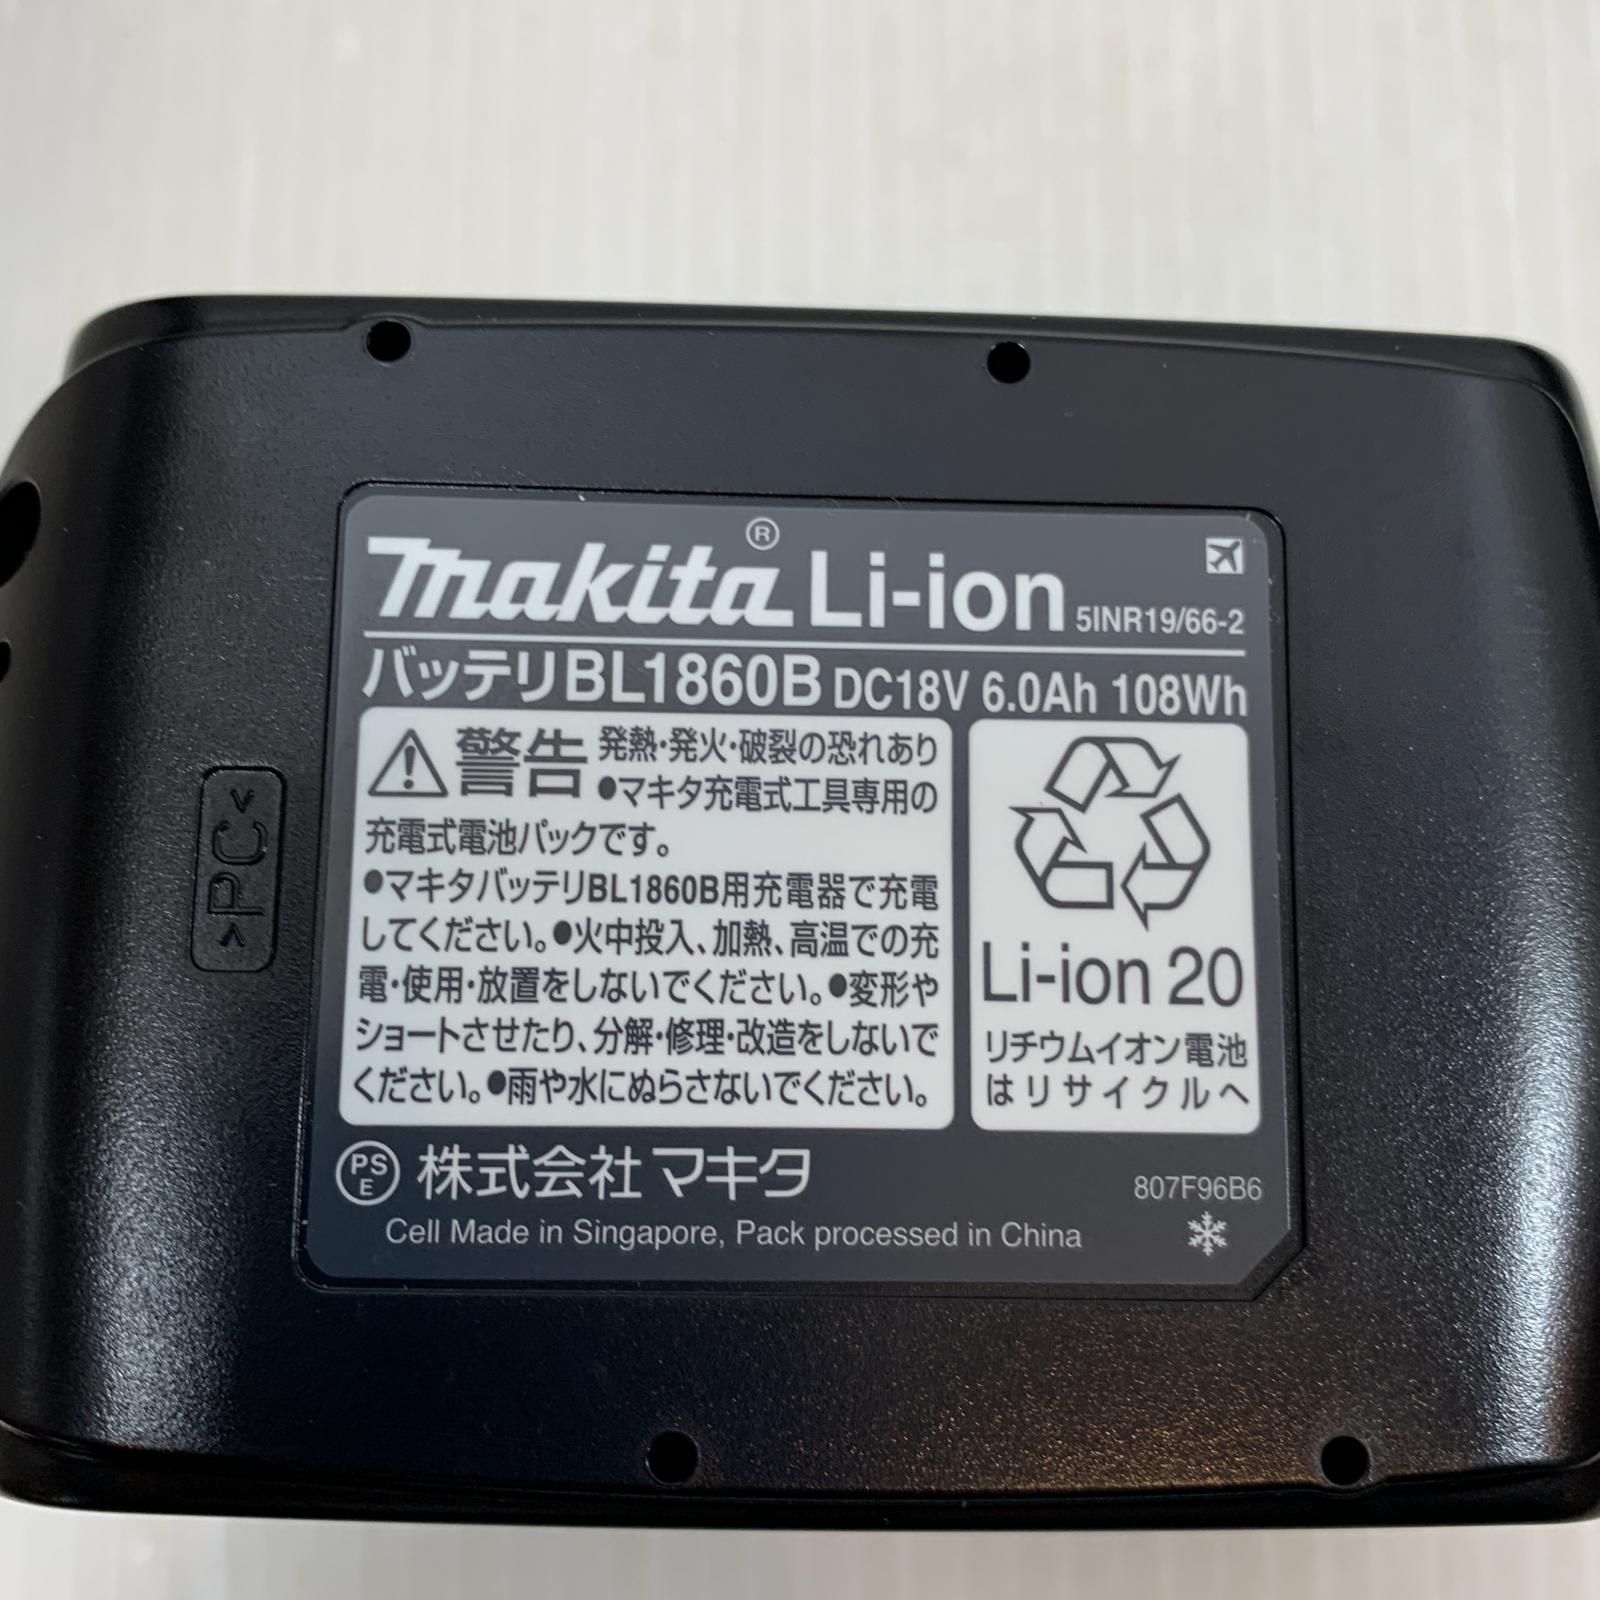 makita® Li-ion 5INR19/66-2
バッテリBL1860B DC18V 6.0Ah 108Wh
警告 発熱・発火・破裂の恐れあり
●マキタ充電式工具専用の
充電式電池パックです。
●マキタバッテリBL1860B用充電器で充電
してください。●火中投入、加熱、高温での充
電・使用・放置をしないでください。●変形や
ショートさせたり、分解・修理・改造をしないで
ください。●雨や水にぬらさないでください。
Li-ion 20
リチウムイオン電池
はリサイクルへ
PSE 株式会社マキタ
807F96B6
Cell Made in Singapore, Pack processed in China
>PC<